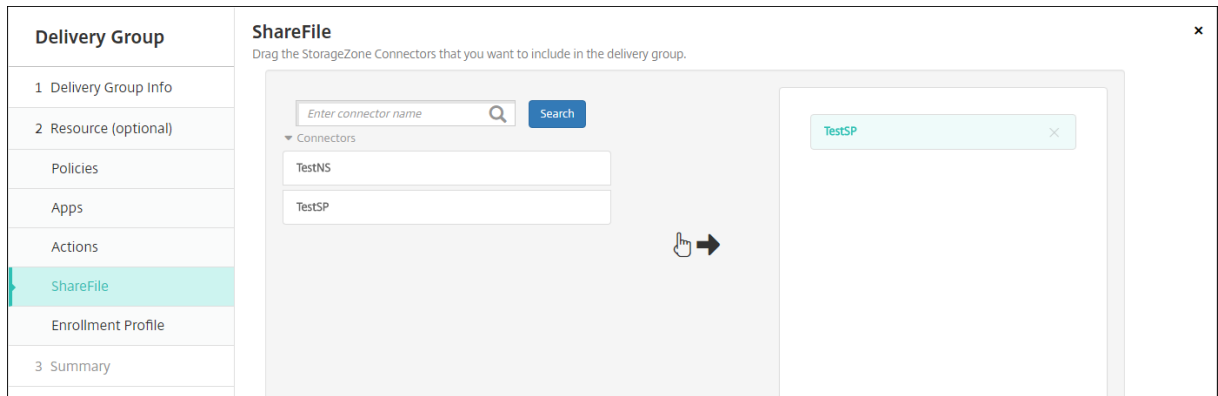 Delivery Group
1 Delivery Group Info
2 Resource (optional)
Policies
Apps
Actions
ShareFile
Enrollment Profile
3 Summary
ShareFile
Drag the StorageZone Connectors that you want to include in the delivery group.
Enter connector name
Search
Connectors
TestNS
TestSP
TestSP